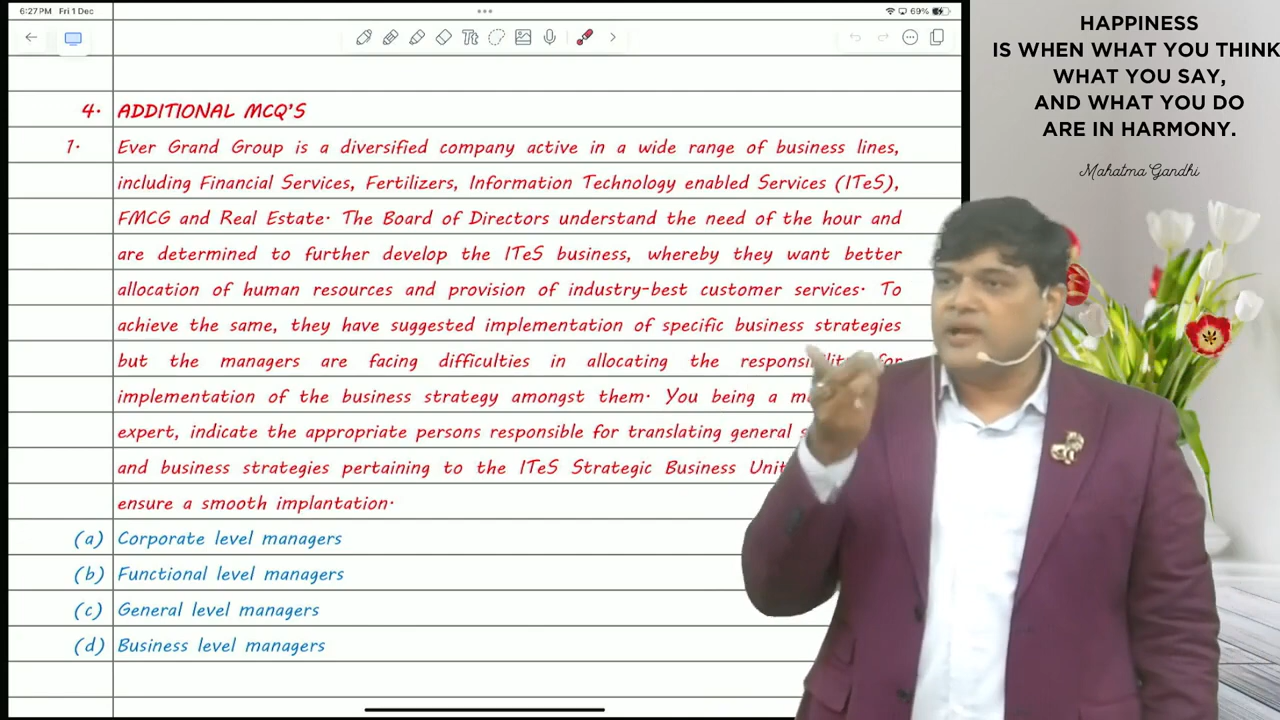 6:27PM Fri 1 Dec
69%
4. ADDITIONAL MCQ'S
1. Ever Grand Group is a diversified company active in a wide range of business lines,
including Financial Services, Fertilizers, Information Technology enabled Services (ITeS),
FMCG and Real Estate. The Board of Directors understand the need of the hour and
are determined to further develop the ITeS business, whereby they want better
allocation of human resources and provision of industry-best customer services. To
achieve the same, they have suggested implementation of specific business strategies
but the managers are facing difficulties in allocating the responsibility for
implementation of the business strategy amongst them. You being a
expert, indicate the appropriate persons responsible for translating general
and business strategies pertaining to the ITeS Strategic Business Unit
ensure a smooth implantation.
(a) Corporate level managers
(b) Functional level managers
(c) General level managers
(d) Business level managers
HAPPINESS
IS WHEN WHAT YOU THINK
WHAT YOU SAY,
AND WHAT YOU DO
ARE IN HARMONY.
Mahatma Gandhi